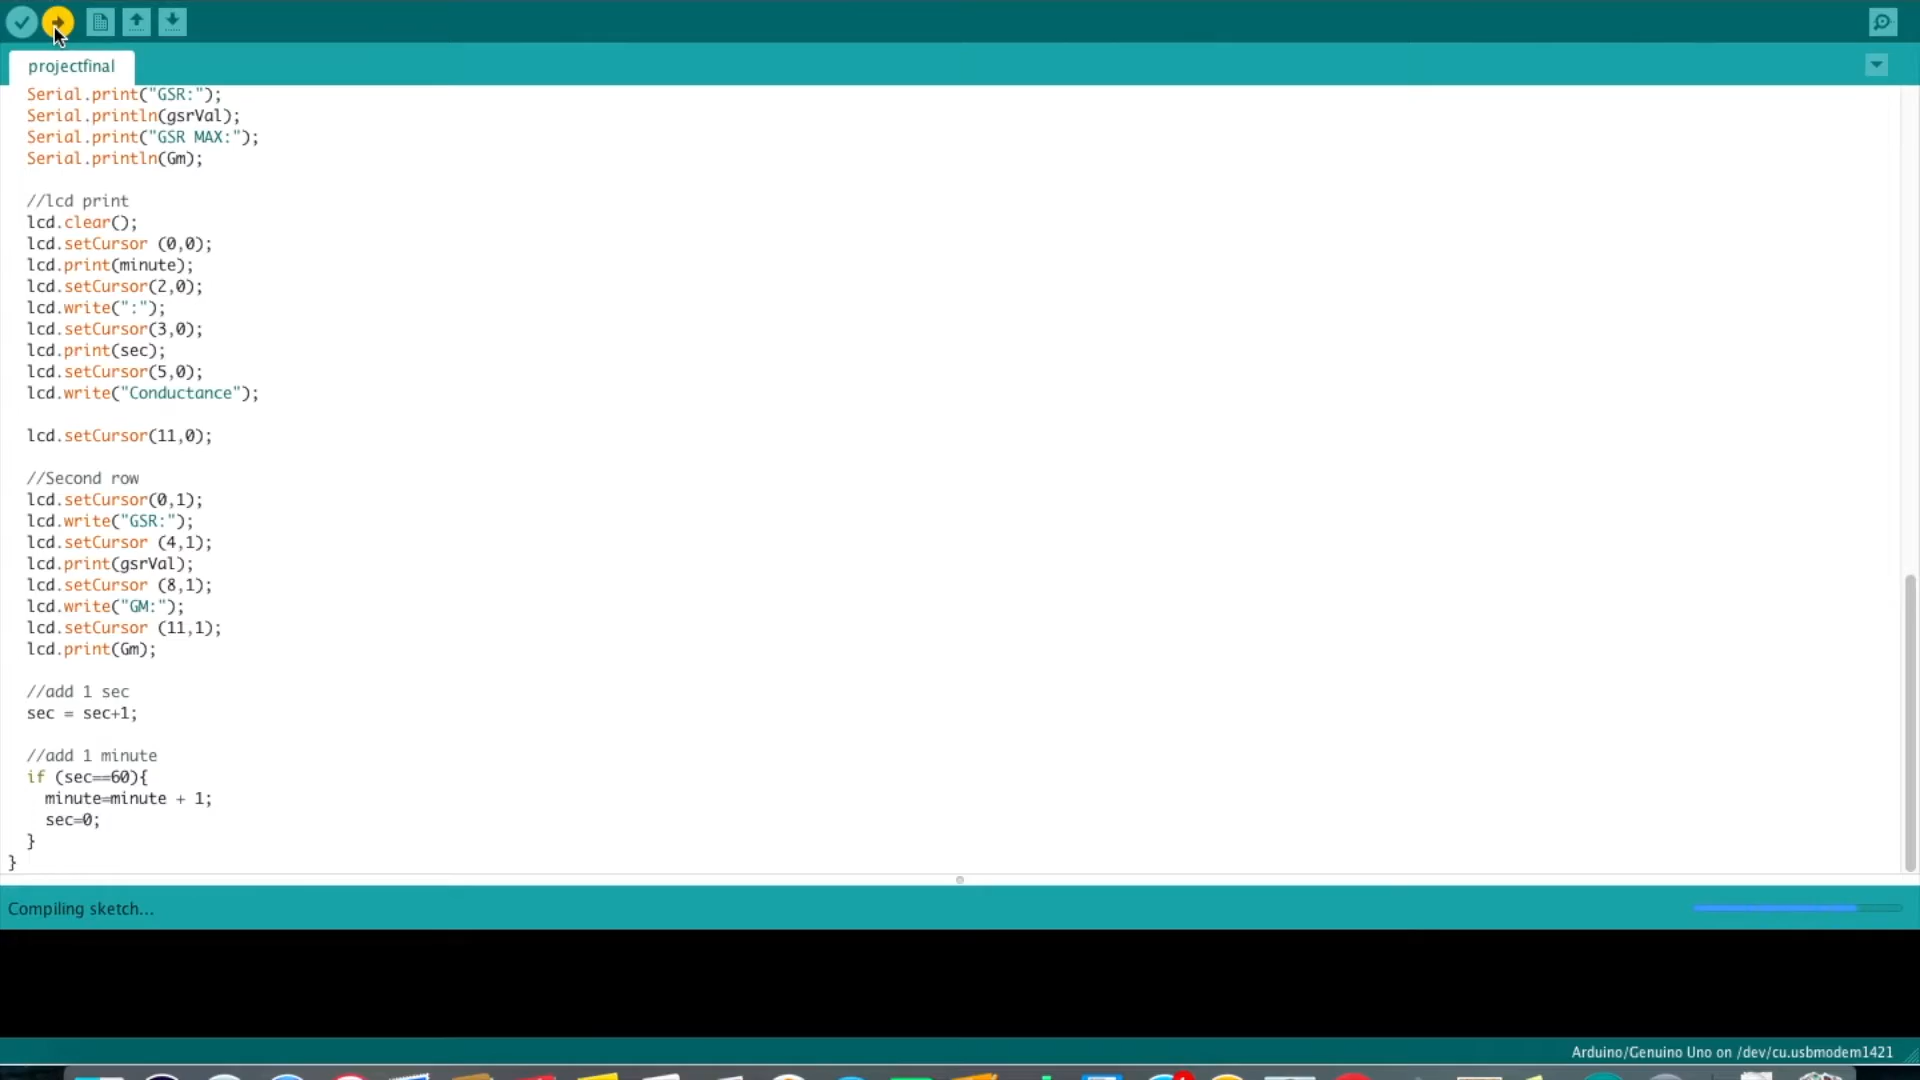 projectfinal
Serial.print("GSR:");
Serial.println(gsrVal);
Serial.print("GSR MAX:");
Serial.println(Gm);
//lcd print
lcd.clear();
lcd.setCursor (0,0);
lcd.print(minute);
lcd.setCursor(2,0);
lcd.write(":");
lcd.setCursor(3,0);
lcd.print(sec);
lcd.setCursor(5,0);
lcd.write("Conductance");
lcd.setCursor(11,0);
//Second row
lcd.setCursor(0,1);
lcd.write("GSR:");
lcd.setCursor (4,1);
lcd.print(gsrVal);
lcd.setCursor (8,1);
lcd.write("GM:");
lcd.setCursor (11,1);
lcd.print(Gm);
//add 1 sec
sec = sec+1;
//add 1 minute
if (sec==60){
minute=minute + 1;
sec=0;
}
}
Compiling sketch...
Arduino/Genuino Uno on /dev/cu.usbmodem1421